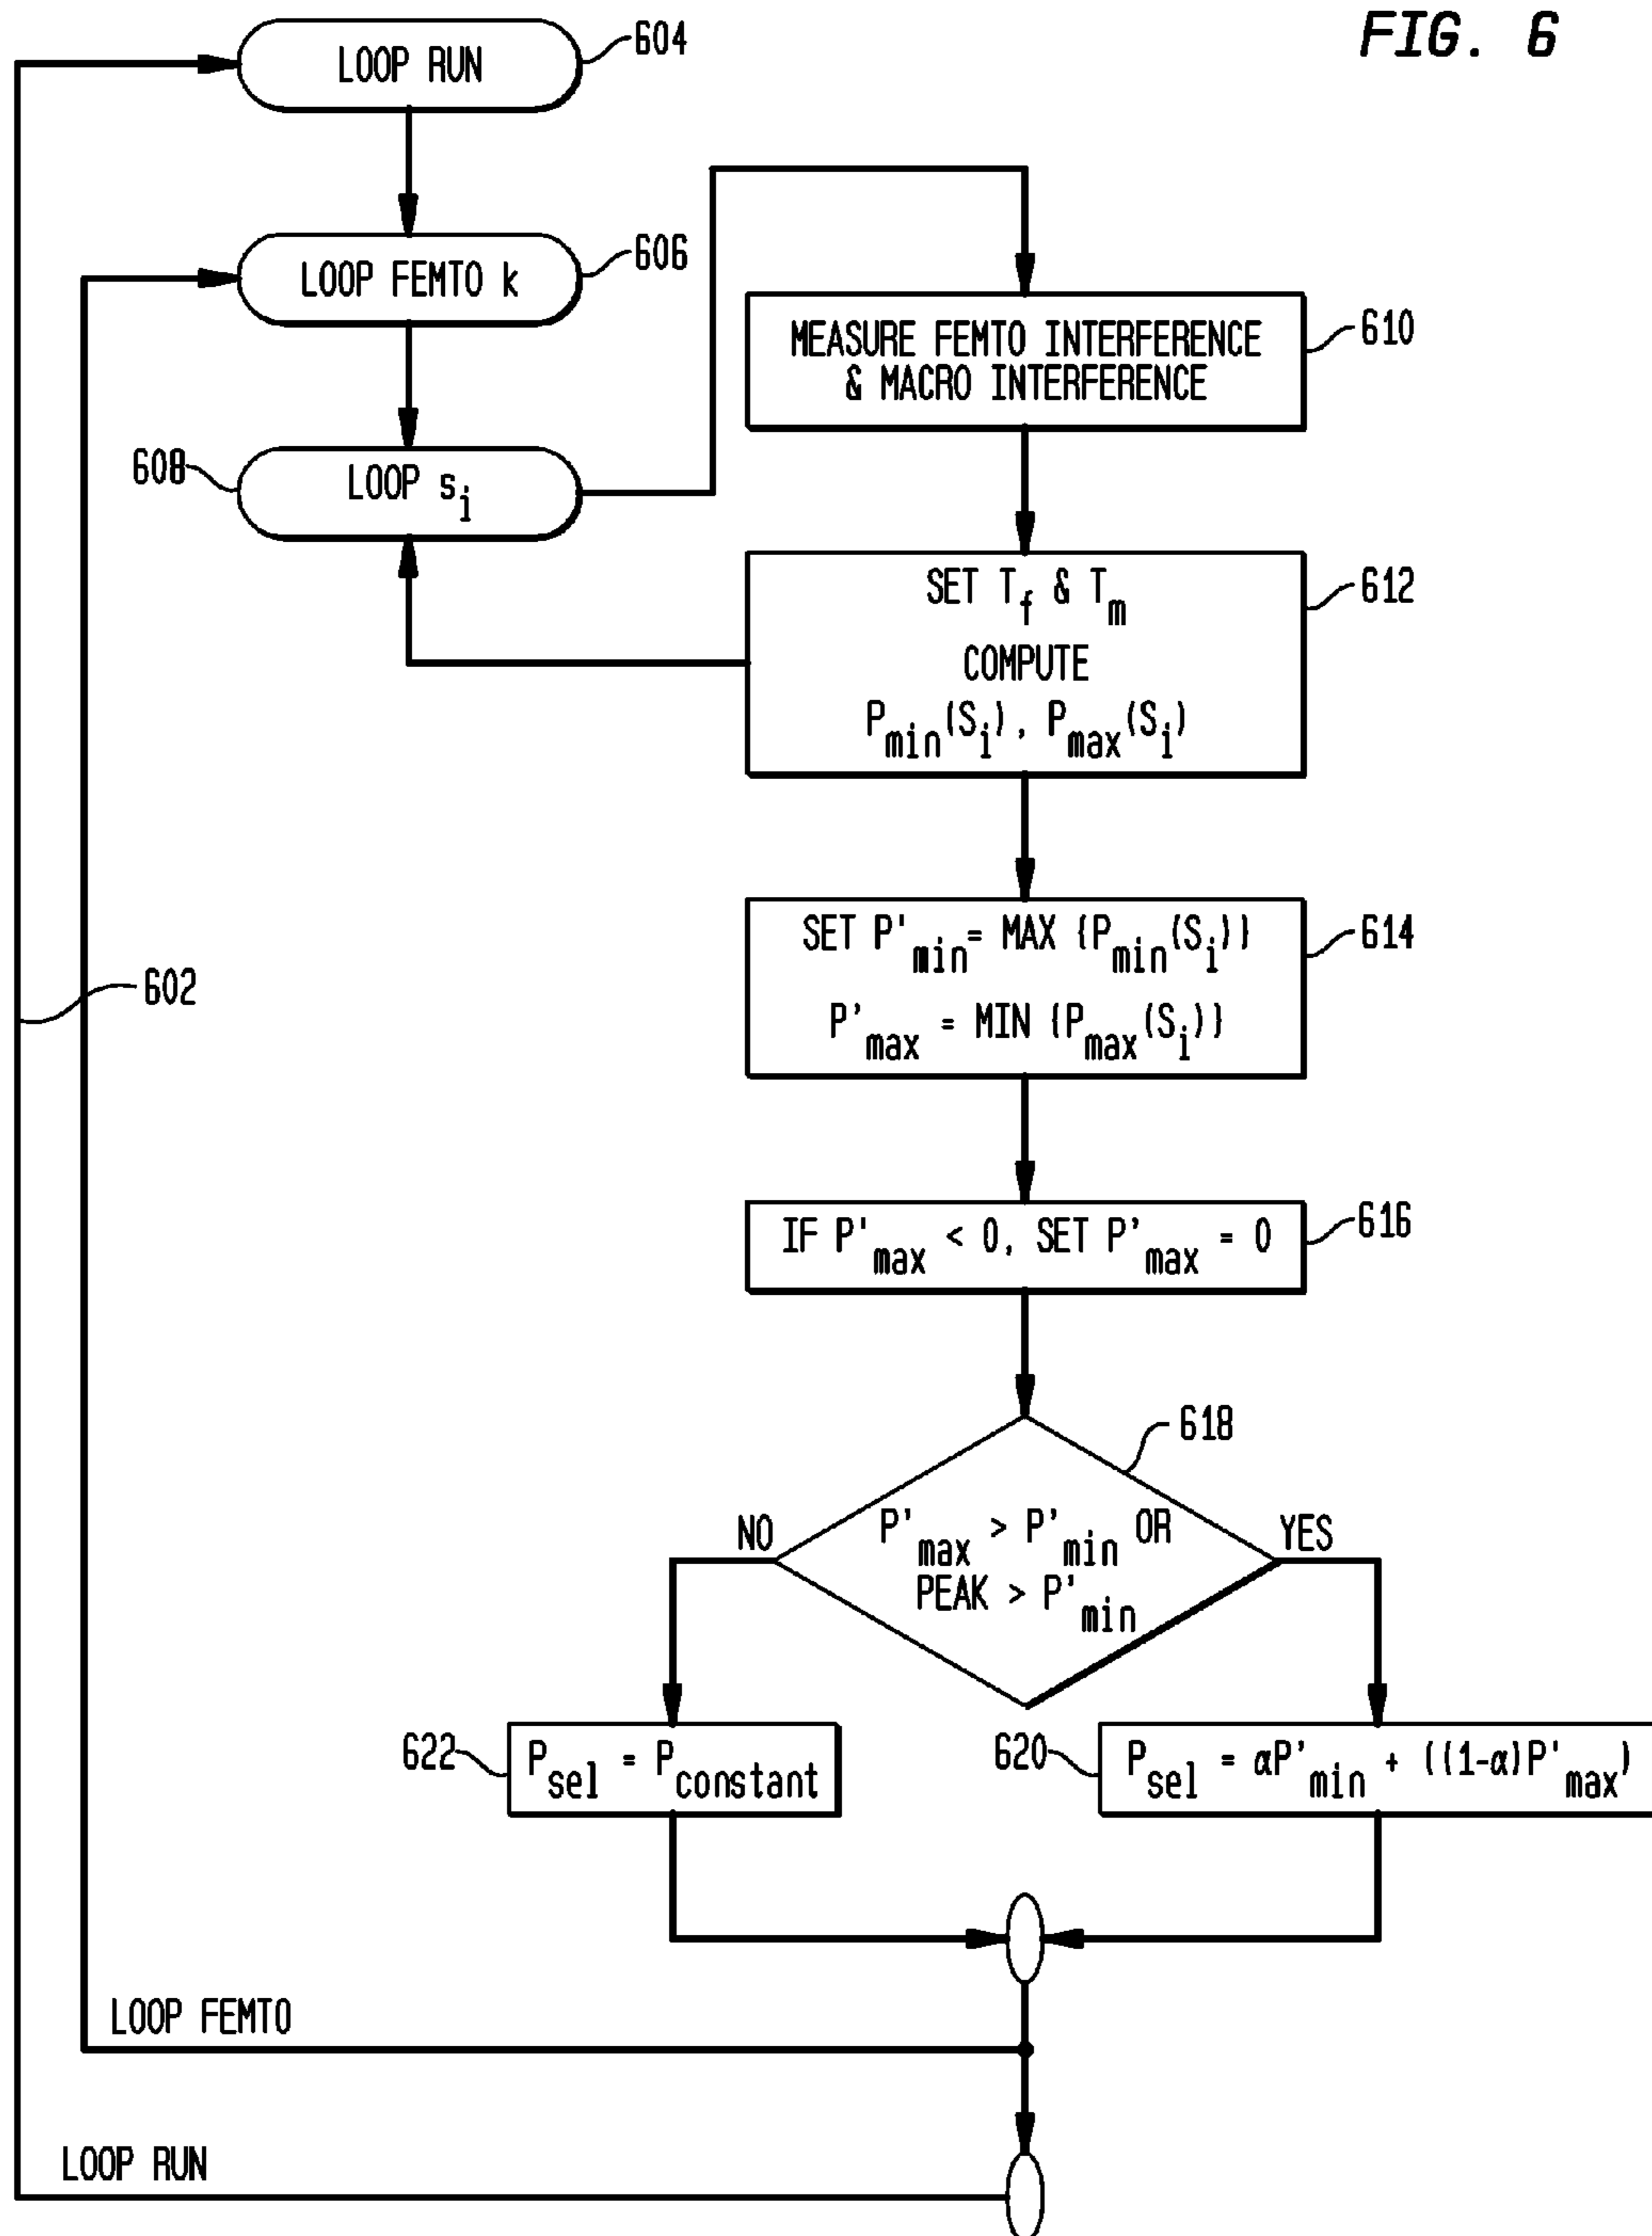 FIG. 6
LOOP RUN
604
LOOP FEMTO k
606
LOOP s_i
608
MEASURE FEMTO INTERFERENCE
& MACRO INTERFERENCE
610
SET T_f & T_m
COMPUTE
P_min(S_i), P_max(S_i)
612
SET P'_min= MAX {P_min(S_i)}
P'_max = MIN {P_max(S_i)}
614
602
IF P'_max < 0, SET P'_max = 0
616
618
P'_max > P'_min OR
PEAK > P'_min
NO
YES
622
P_sel = P_constant
620
P_sel = αP'_min + ((1-α)P'_max)
LOOP FEMTO
LOOP RUN